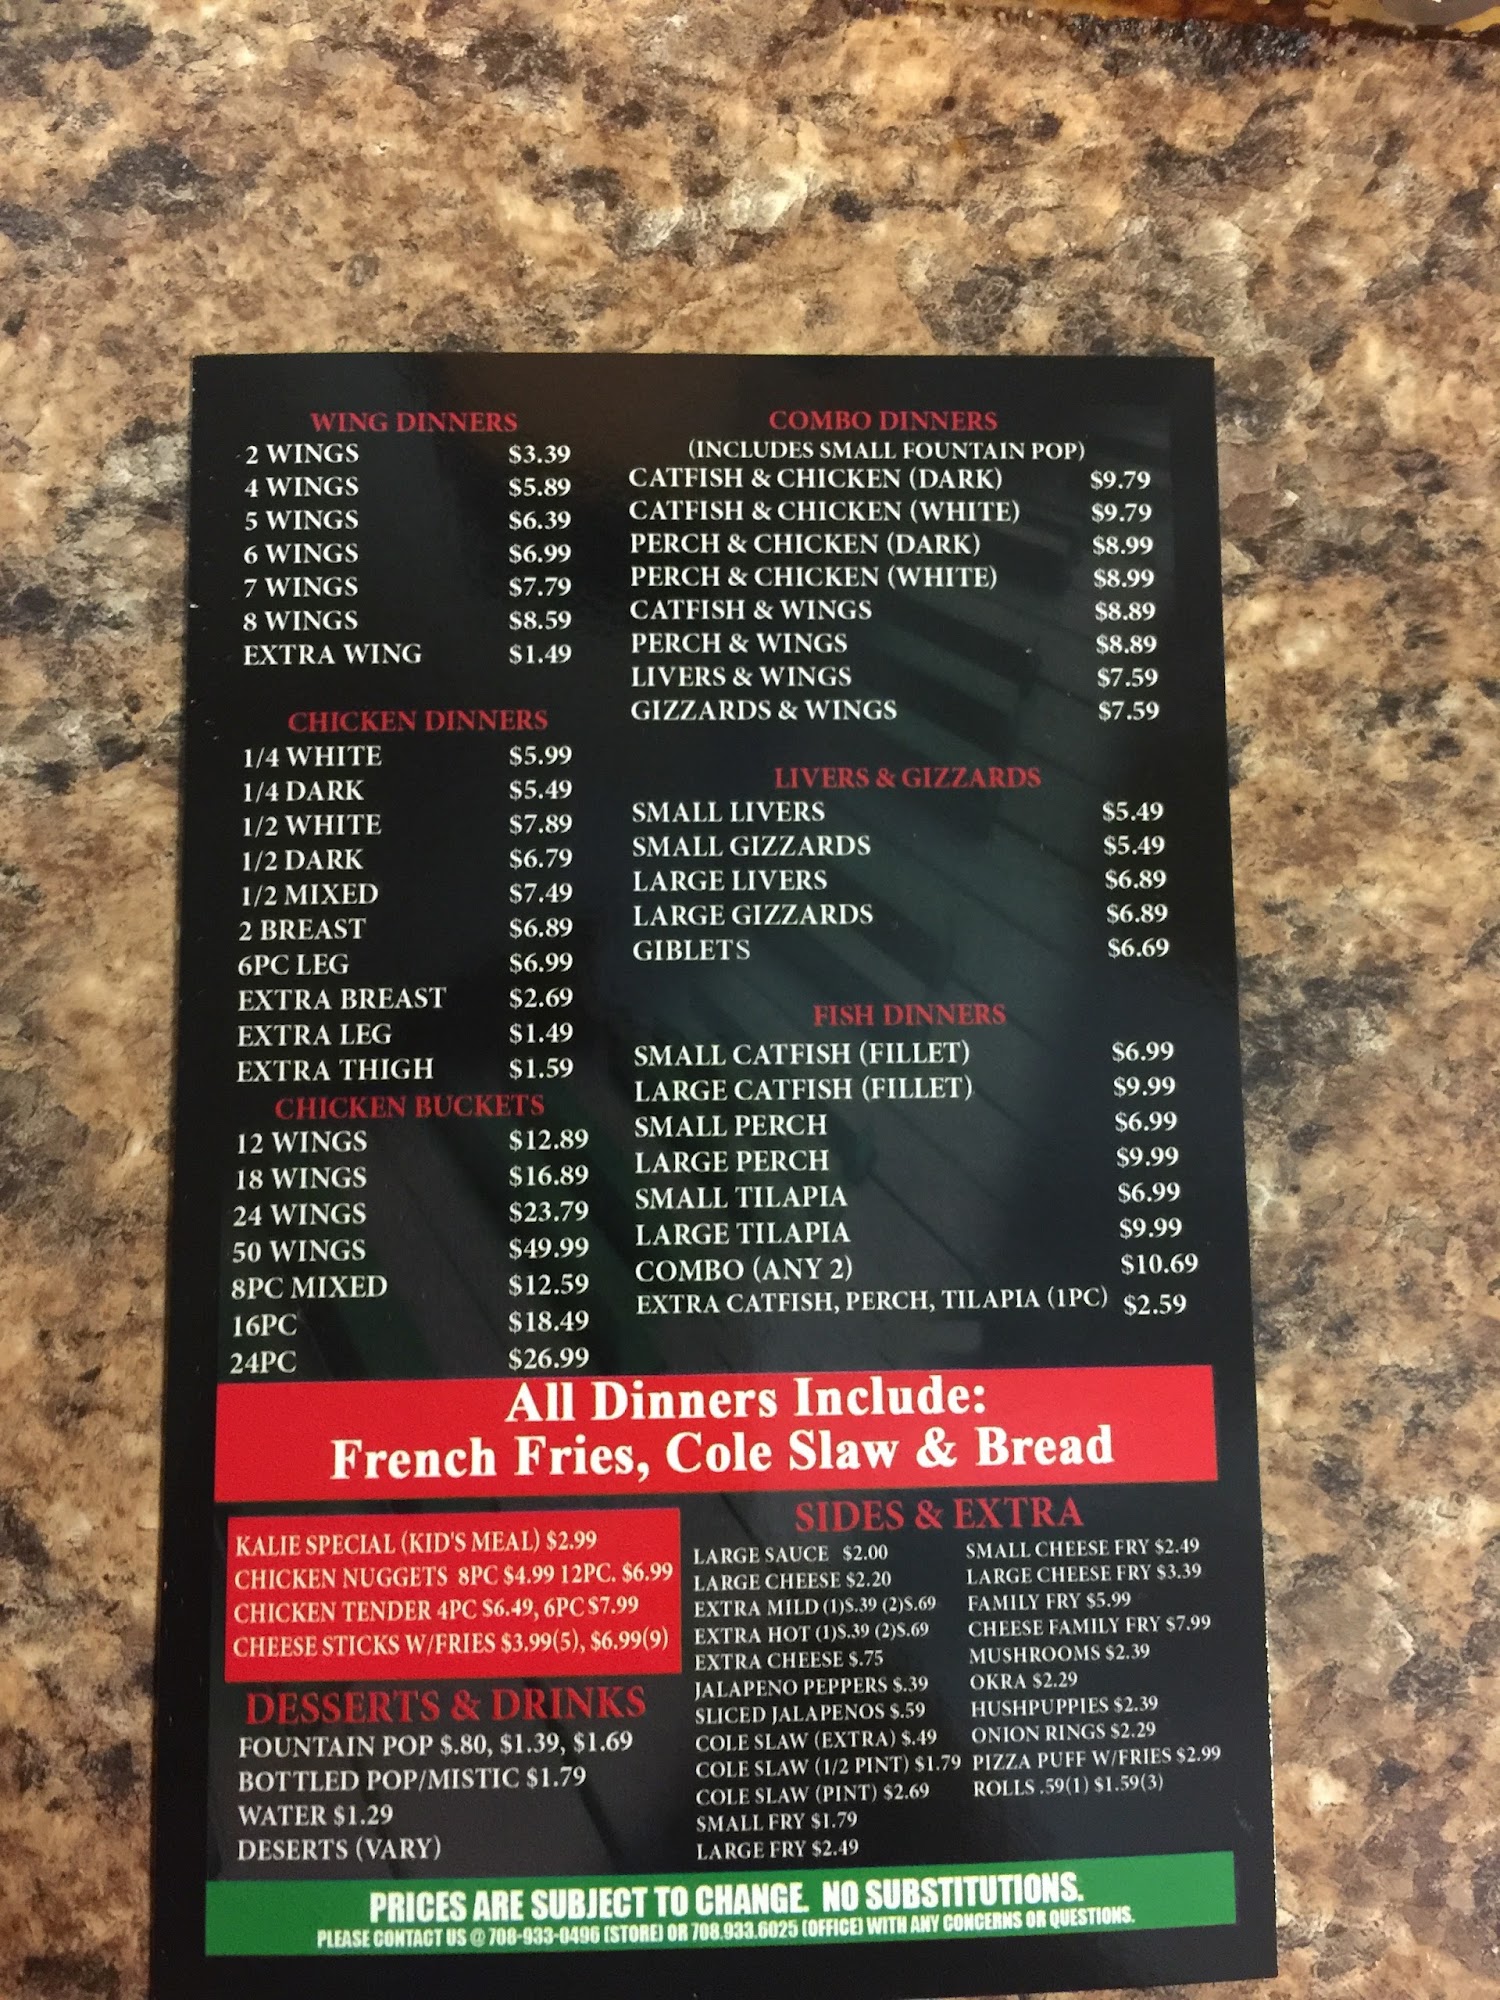 WING DINNERS
2 WINGS $3.39
4 WINGS $5.89
5 WINGS $6.39
6 WINGS $6.99
7 WINGS $7.79
8 WINGS $8.59
EXTRA WING $1.49
CHICKEN DINNERS
1/4 WHITE $5.99
1/4 DARK $5.49
1/2 WHITE $7.89
1/2 DARK $6.79
1/2 MIXED $7.49
2 BREAST $6.89
6PC LEG $6.99
EXTRA BREAST $2.69
EXTRA LEG $1.49
EXTRA THIGH $1.59
CHICKEN BUCKETS
12 WINGS $12.89
18 WINGS $16.89
24 WINGS $23.79
50 WINGS $49.99
8PC MIXED $12.59
16PC $18.49
24PC $26.99
COMBO DINNERS
(INCLUDES SMALL FOUNTAIN POP)
CATFISH & CHICKEN (DARK) $9.79
CATFISH & CHICKEN (WHITE) $9.79
PERCH & CHICKEN (DARK) $8.99
PERCH & CHICKEN (WHITE) $8.99
CATFISH & WINGS $8.89
PERCH & WINGS $8.89
LIVERS & WINGS $7.59
GIZZARDS & WINGS $7.59
LIVERS & GIZZARDS
SMALL LIVERS $5.49
SMALL GIZZARDS $5.49
LARGE LIVERS $6.89
LARGE GIZZARDS $6.89
GIBLETS $6.69
FISH DINNERS
SMALL CATFISH (FILLET) $6.99
LARGE CATFISH (FILLET) $9.99
SMALL PERCH $6.99
LARGE PERCH $9.99
SMALL TILAPIA $6.99
LARGE TILAPIA $9.99
COMBO (ANY 2) $10.69
EXTRA CATFISH, PERCH, TILAPIA (1PC) $2.59
All Dinners Include:
French Fries, Cole Slaw & Bread
KALIE SPECIAL (KID'S MEAL) $2.99
CHICKEN NUGGETS 8PC $4.99 12PC. $6.99
CHICKEN TENDER 4PC $6.49, 6PC $7.99
CHEESE STICKS W/FRIES $3.99(5), $6.99(9)
DESSERTS & DRINKS
FOUNTAIN POP $.80, $1.39, $1.69
BOTTLED POP/MISTIC $1.79
WATER $1.29
DESERTS (VARY)
SIDES & EXTRA
LARGE SAUCE $2.00
LARGE CHEESE $2.20
EXTRA MILD (1)$.39 (2)$.69
EXTRA HOT (1)$.39 (2)$.69
EXTRA CHEESE $.75
JALAPENO PEPPERS $.39
SLICED JALAPENOS $.59
COLE SLAW (EXTRA) $.49
COLE SLAW (1/2 PINT) $1.79
COLE SLAW (PINT) $2.69
SMALL FRY $1.79
LARGE FRY $2.49
SMALL CHEESE FRY $2.49
LARGE CHEESE FRY $3.39
FAMILY FRY $5.99
CHEESE FAMILY FRY $7.99
MUSHROOMS $2.39
OKRA $2.29
HUSHPUPPIES $2.39
ONION RINGS $2.29
PIZZA PUFF W/FRIES $2.99
ROLLS .59(1) $1.59(3)
PRICES ARE SUBJECT TO CHANGE. NO SUBSTITUTIONS.
PLEASE CONTACT US @ 708-933-0496 (STORE) OR 708.933.6025 (OFFICE) WITH ANY CONCERNS OR QUESTIONS.